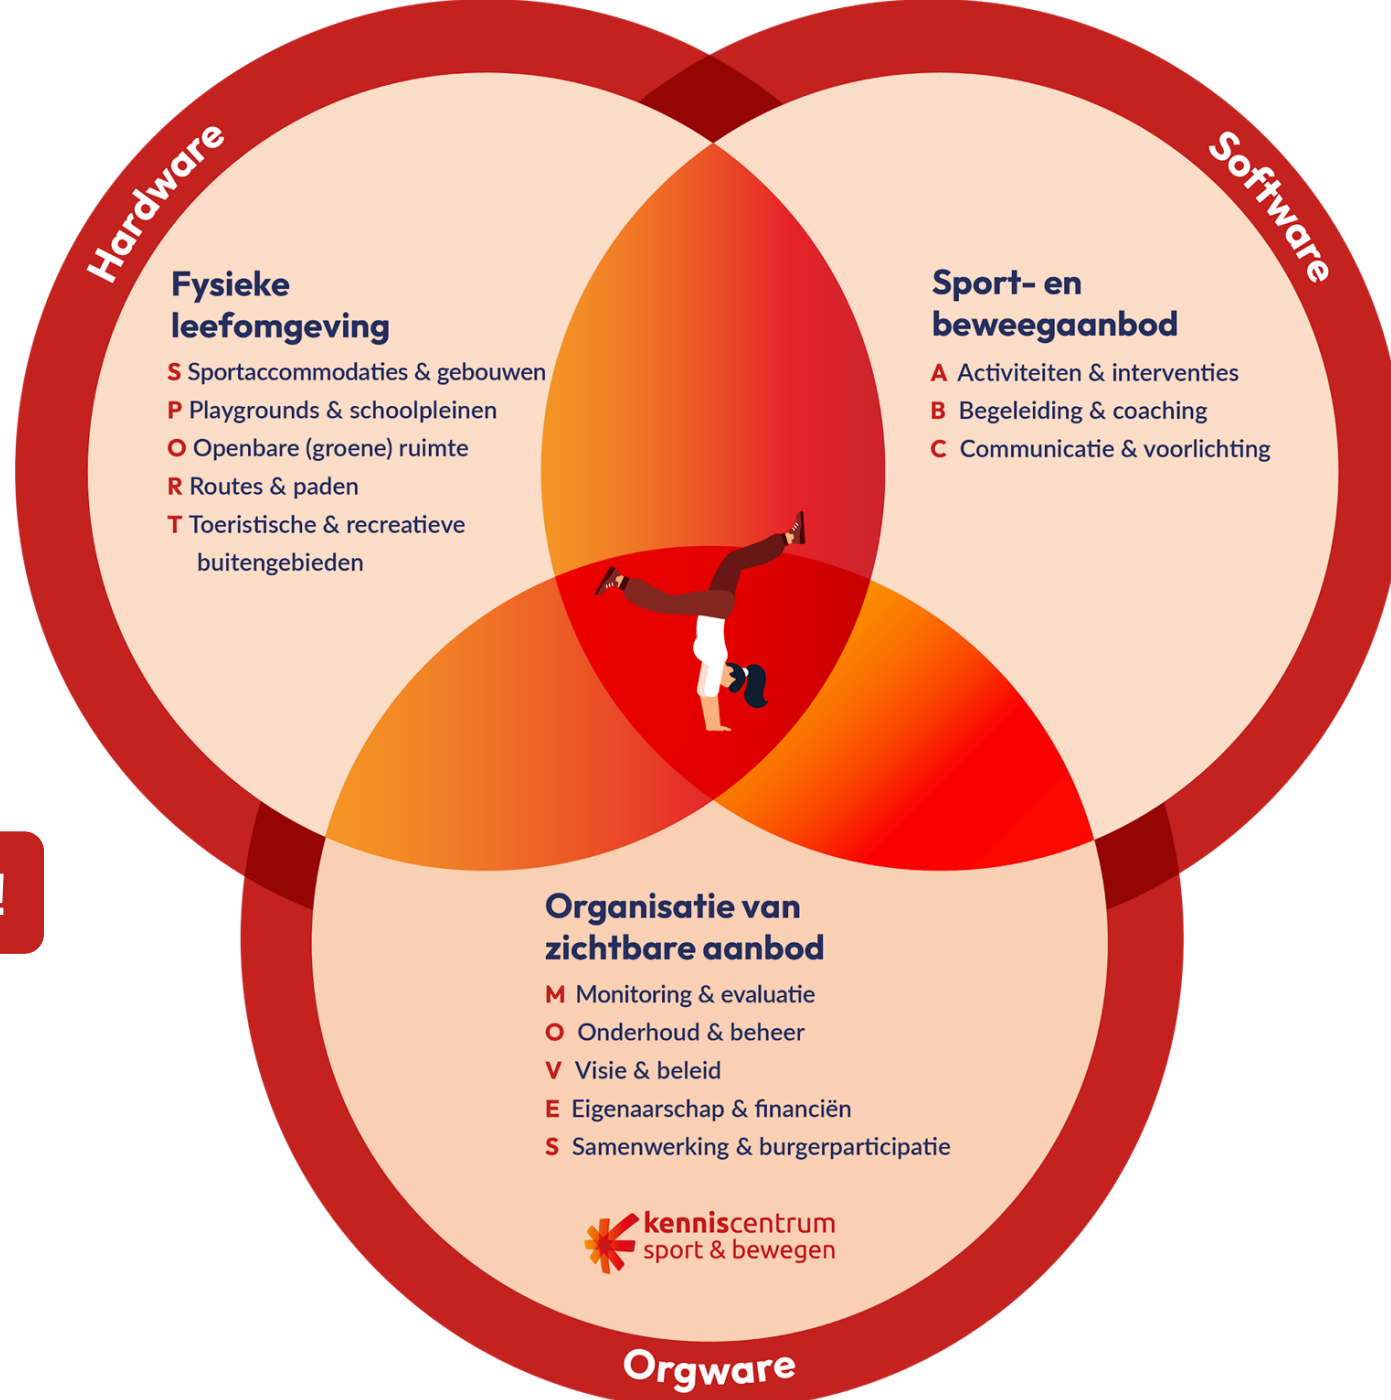 Hardware
Fysieke
leefomgeving
S Sportaccommodaties & gebouwen
P Playgrounds & schoolpleinen
O Openbare (groene) ruimte
R Routes & paden
T Toeristische & recreatieve
buitengebieden
Software
Sport- en
beweegaanbod
A Activiteiten & interventies
B Begeleiding & coaching
C Communicatie & voorlichting
!
Organisatie van
zichtbare aanbod
M Monitoring & evaluatie
O Onderhoud & beheer
V Visie & beleid
E Eigenaarschap & financiën
S Samenwerking & burgerparticipatie
kenniscentrum
sport & bewegen
Orgware